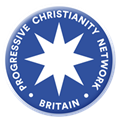 PROGRESSIVE CHRISTIANITY NETWORK
• BRITAIN •